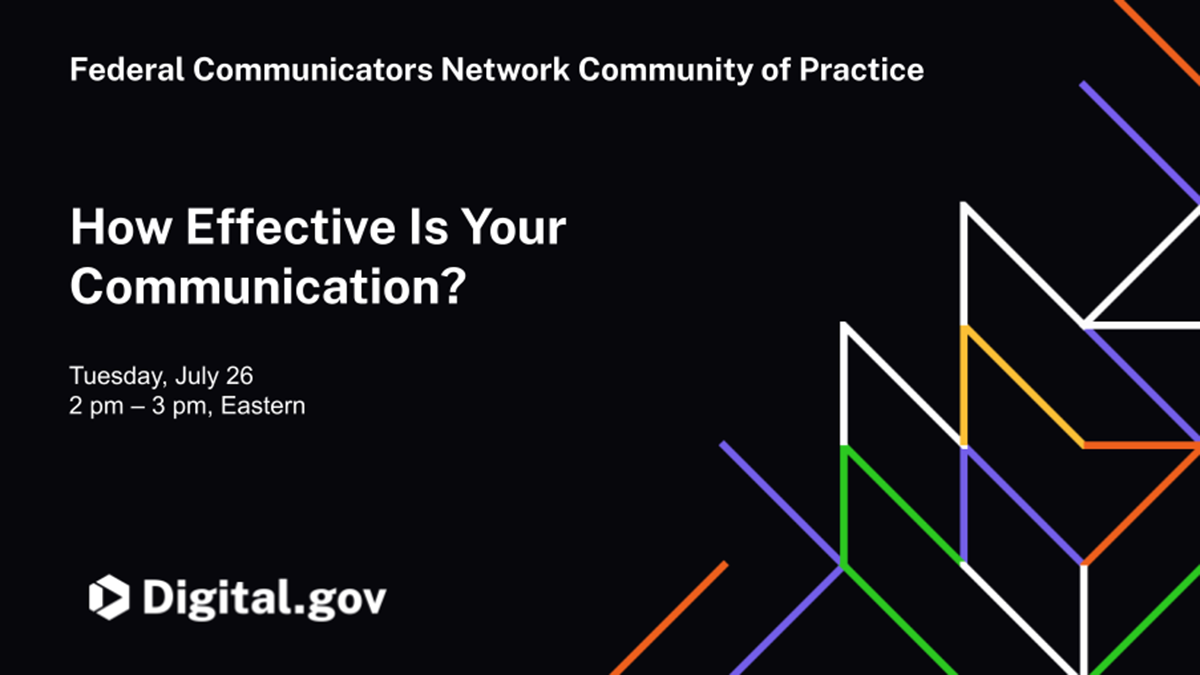 Federal Communicators Network Community of Practice
How Effective Is Your
Communication?
Tuesday, July 26
2 pm – 3 pm, Eastern
Digital.gov